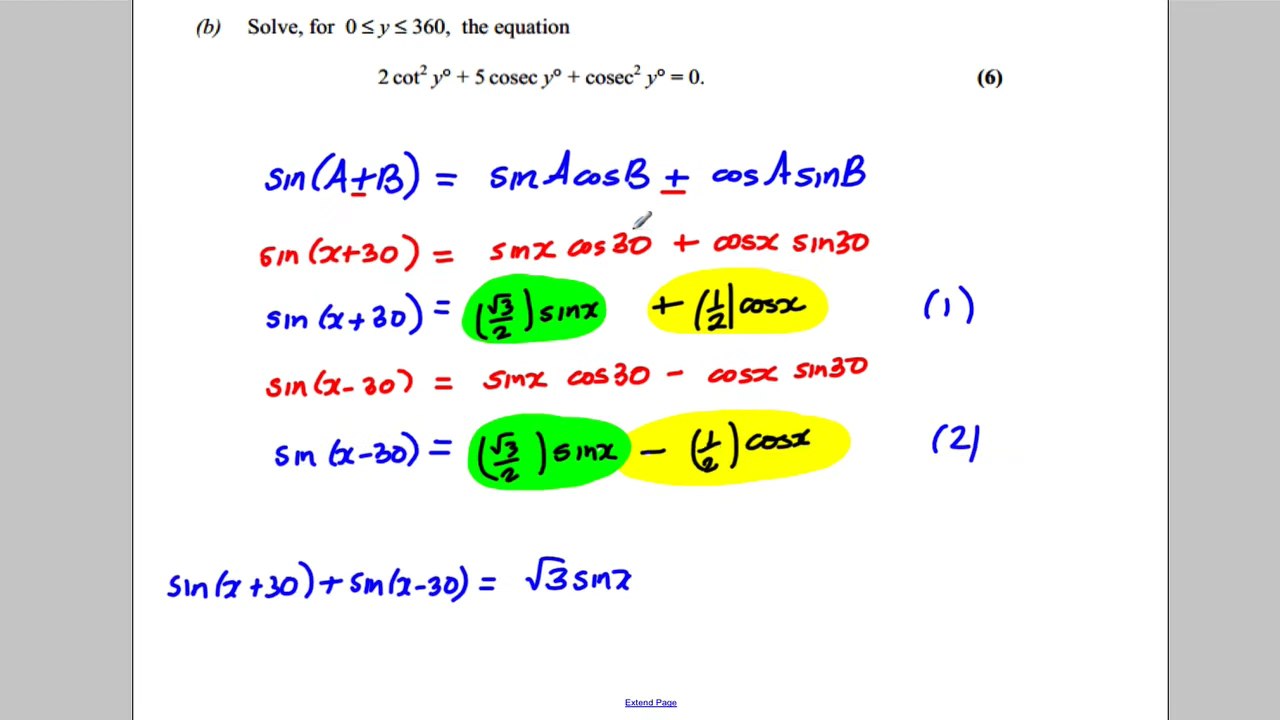 (b) Solve, for 0 ≤ y ≤ 360, the equation
2 cot² y° + 5 cosec y° + cosec² y° = 0. (6)
sin(A±B) = sinAcosB ± cosAsinB
sin(x+30) = sinx cos30 + cosx sin30
sin(x+30) = (√3/2)sinx + (1/2)cosx (1)
sin(x-30) = sinx cos30 - cosx sin30
sin(x-30) = (√3/2)sinx - (1/2)cosx (2)
sin(x+30)+sin(x-30) = √3sinx
Extend Page